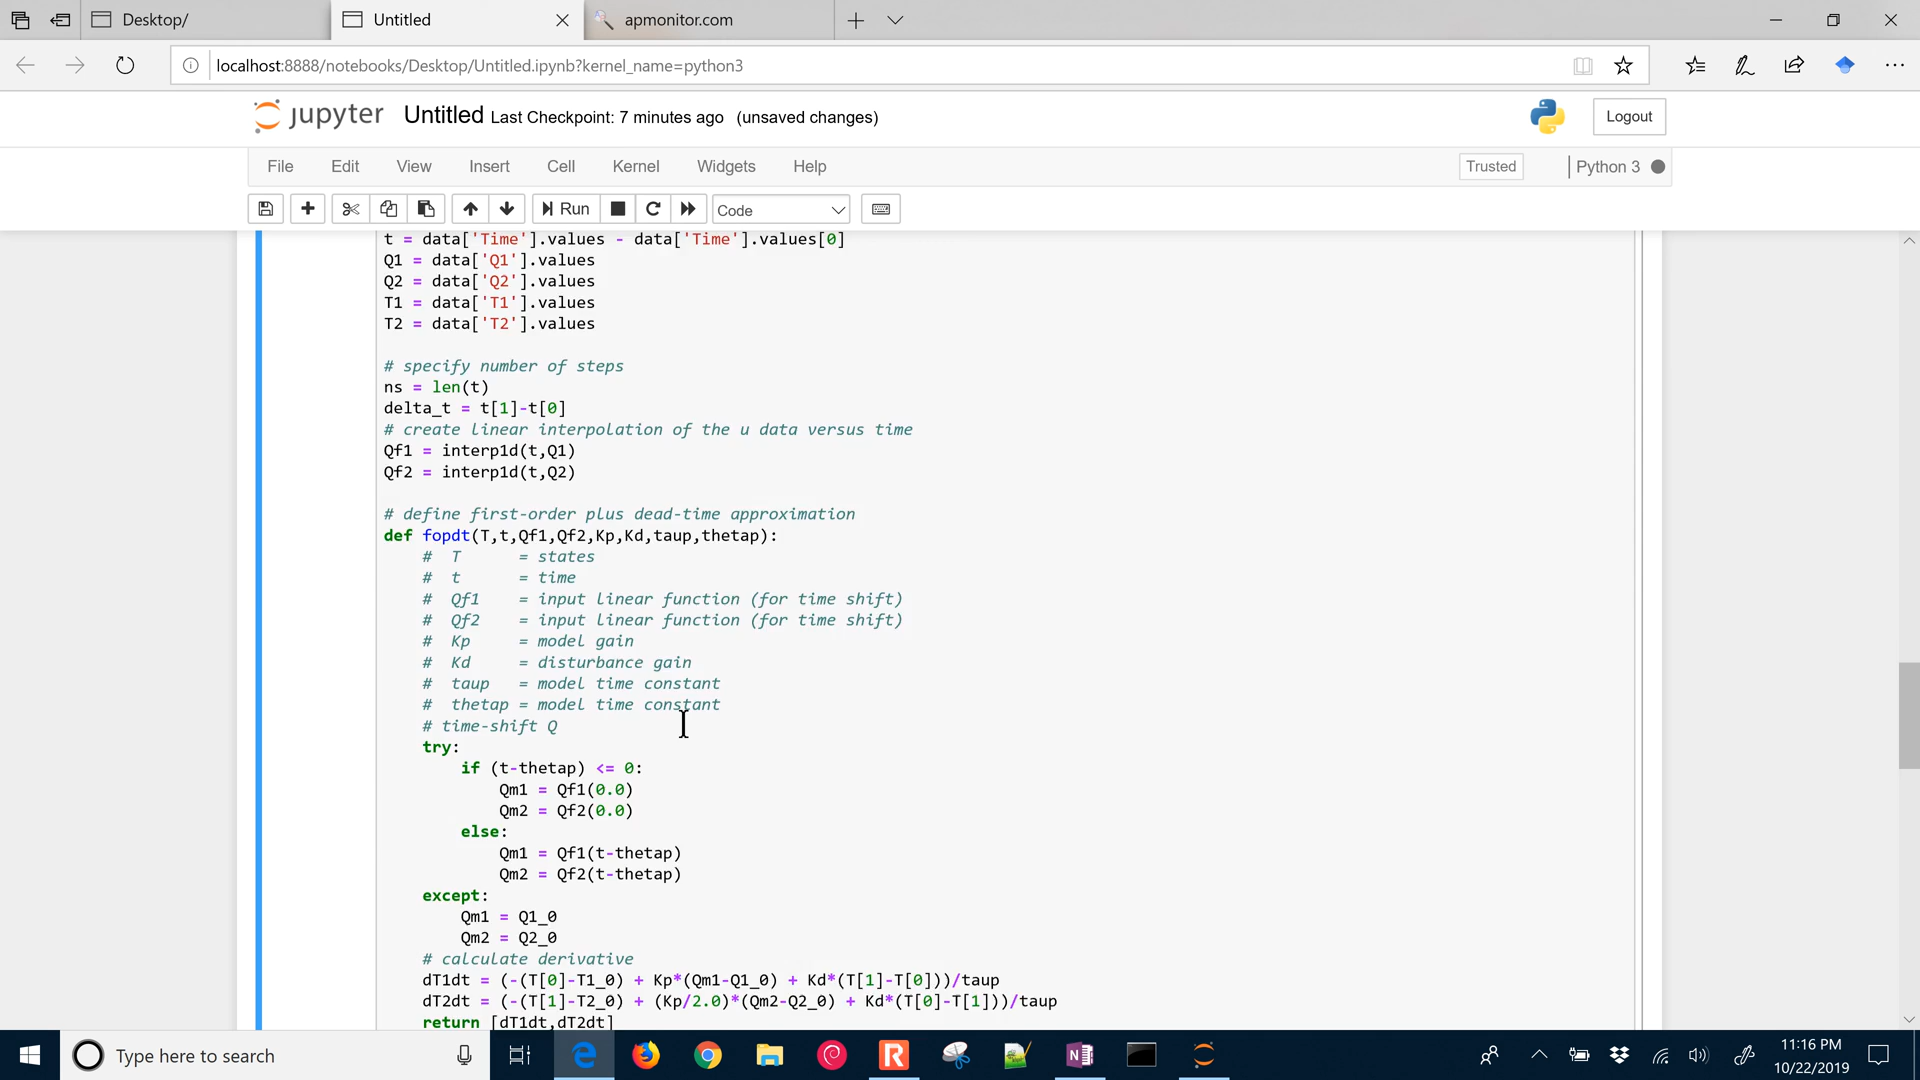 Desktop/
Untitled
apmonitor.com
localhost:8888/notebooks/Desktop/Untitled.ipynb?kernel_name=python3
jupyter Untitled Last Checkpoint: 7 minutes ago (unsaved changes)
Logout
File Edit View Insert Cell Kernel Widgets Help
Trusted
Python 3
Run
Code
t = data['Time'].values - data['Time'].values[0]
Q1 = data['Q1'].values
Q2 = data['Q2'].values
T1 = data['T1'].values
T2 = data['T2'].values
# specify number of steps
ns = len(t)
delta_t = t[1]-t[0]
# create linear interpolation of the u data versus time
Qf1 = interp1d(t,Q1)
Qf2 = interp1d(t,Q2)
# define first-order plus dead-time approximation
def fopdt(T,t,Qf1,Qf2,Kp,Kd,taup,thetap):
#  T      = states
#  t      = time
#  Qf1    = input linear function (for time shift)
#  Qf2    = input linear function (for time shift)
#  Kp     = model gain
#  Kd     = disturbance gain
#  taup   = model time constant
#  thetap = model time constant
# time-shift Q
try:
if (t-thetap) <= 0:
Qm1 = Qf1(0.0)
Qm2 = Qf2(0.0)
else:
Qm1 = Qf1(t-thetap)
Qm2 = Qf2(t-thetap)
except:
Qm1 = Q1_0
Qm2 = Q2_0
# calculate derivative
dT1dt = (-(T[0]-T1_0) + Kp*(Qm1-Q1_0) + Kd*(T[1]-T[0]))/taup
dT2dt = (-(T[1]-T2_0) + (Kp/2.0)*(Qm2-Q2_0) + Kd*(T[0]-T[1]))/taup
return [dT1dt,dT2dt]
Type here to search
11:16 PM
10/22/2019